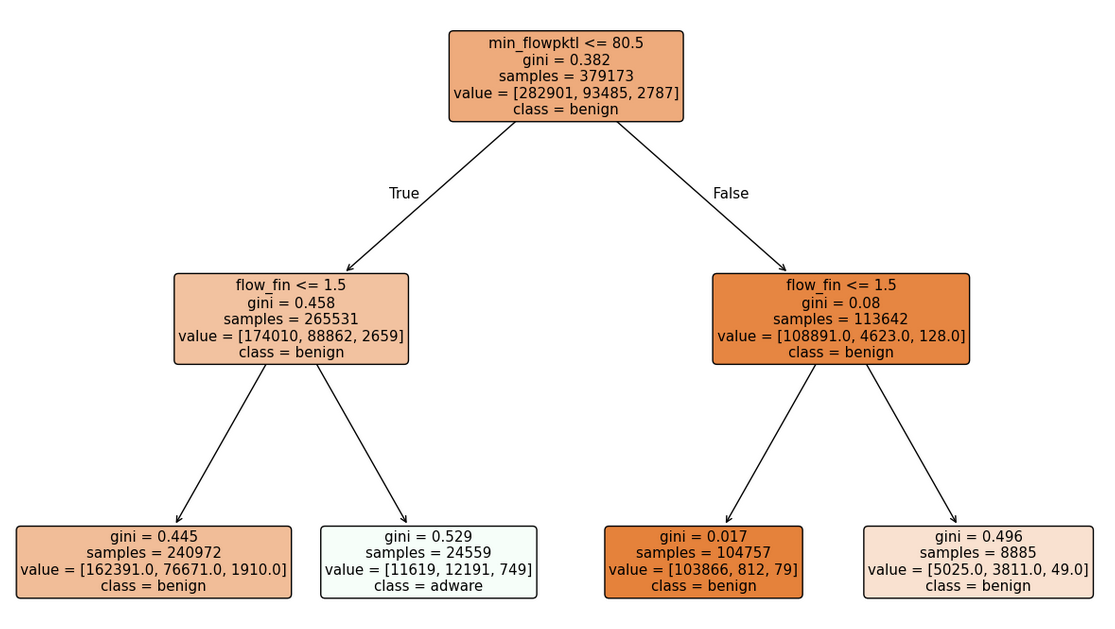 min_flowpktl <= 80.5
gini = 0.382
samples = 379173
value = [282901, 93485, 2787]
class = benign
True
False
flow_fin <= 1.5
gini = 0.458
samples = 265531
value = [174010, 88862, 2659]
class = benign
flow_fin <= 1.5
gini = 0.08
samples = 113642
value = [108891.0, 4623.0, 128.0]
class = benign
gini = 0.445
samples = 240972
value = [162391.0, 76671.0, 1910.0]
class = benign
gini = 0.529
samples = 24559
value = [11619, 12191, 749]
class = adware
gini = 0.017
samples = 104757
value = [103866, 812, 79]
class = benign
gini = 0.496
samples = 8885
value = [5025.0, 3811.0, 49.0]
class = benign